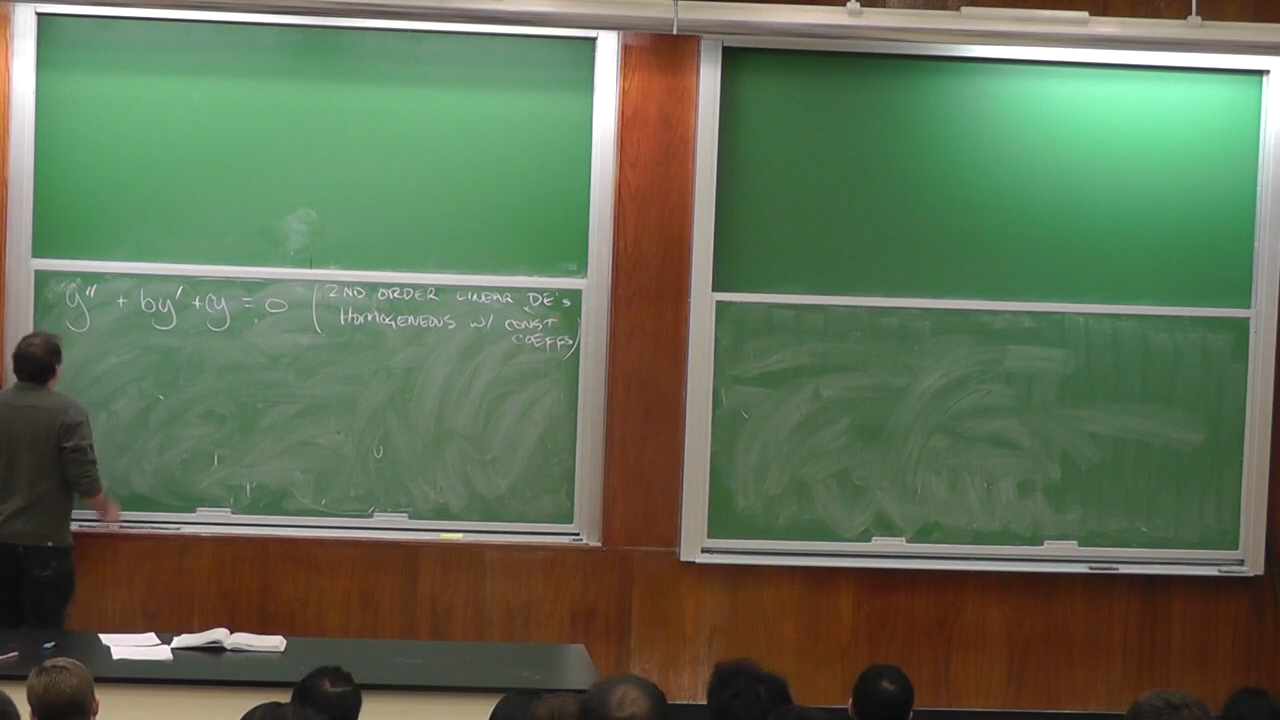 y'' + by' + cy = 0 (2ND ORDER LINEAR DE's
HOMOGENEOUS W/ CONST
COEFFS)